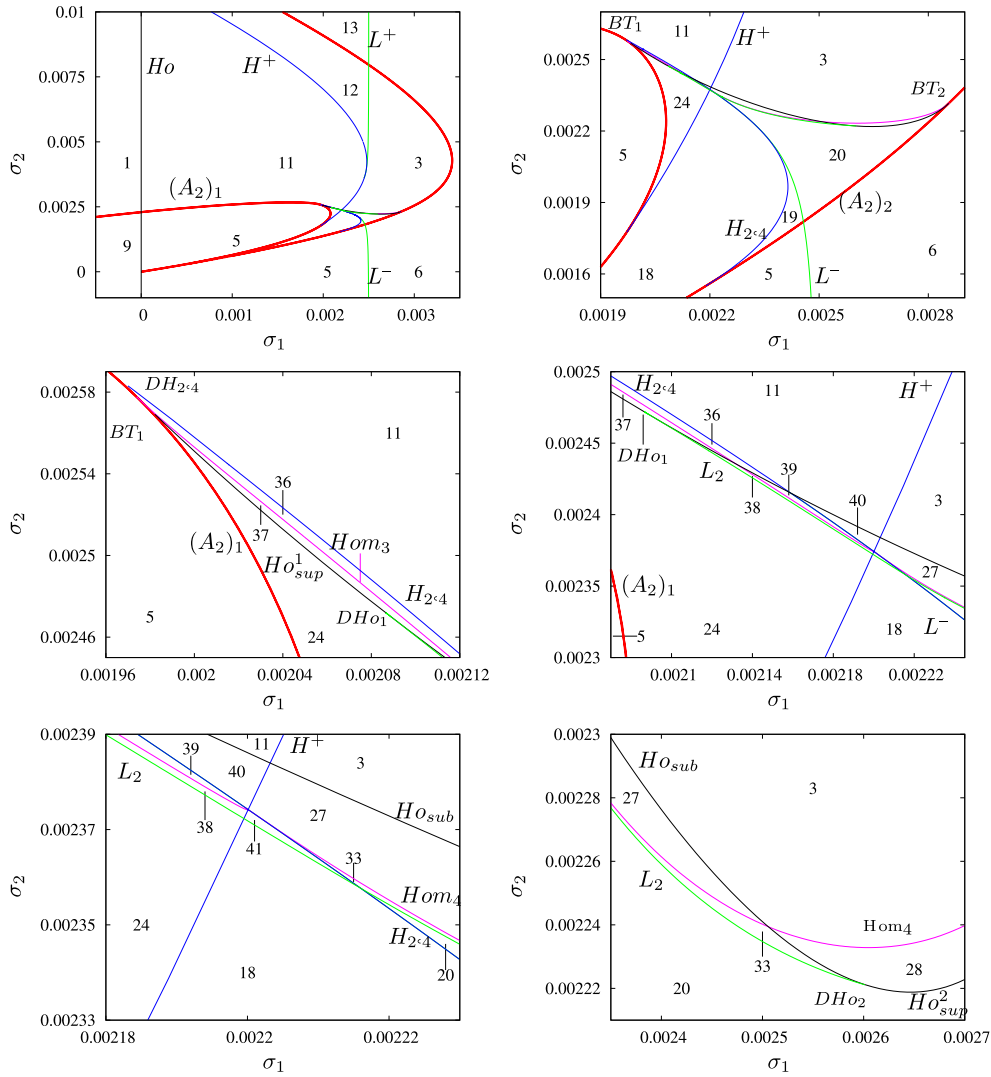 0.01
0.0075
0.005
0.0025
0
σ₂
0
0.001
0.002
0.003
σ₁
Ho
H⁺
L⁺
13
12
1
11
3
(A₂)₁
9
5
5
L⁻
6
0.0025
0.0022
0.0019
0.0016
σ₂
0.0019
0.0022
0.0025
0.0028
σ₁
BT₁
11
H⁺
3
BT₂
24
5
20
(A₂)₂
H₂‹₄
19
18
5
L⁻
6
0.00258
0.00254
0.0025
0.00246
σ₂
0.00196
0.002
0.00204
0.00208
0.00212
σ₁
DH₂‹₄
BT₁
11
36
37
(A₂)₁
Ho¹sup
Hom₃
H₂‹₄
DHo₁
5
24
0.0025
0.00245
0.0024
0.00235
0.0023
σ₂
0.0021
0.00214
0.00218
0.00222
σ₁
H₂‹₄
11
H⁺
37
36
DHo₁
L₂
39
38
40
3
27
(A₂)₁
5
24
18
L⁻
0.00239
0.00237
0.00235
0.00233
σ₂
0.00218
0.0022
0.00222
σ₁
39
11
H⁺
L₂
40
3
Ho_sub
38
27
41
33
Hom₄
H₂‹₄
24
18
20
0.0023
0.00228
0.00226
0.00224
0.00222
σ₂
0.0024
0.0025
0.0026
0.0027
σ₁
Ho_sub
27
3
L₂
Hom₄
33
28
20
DHo₂
Ho²sup